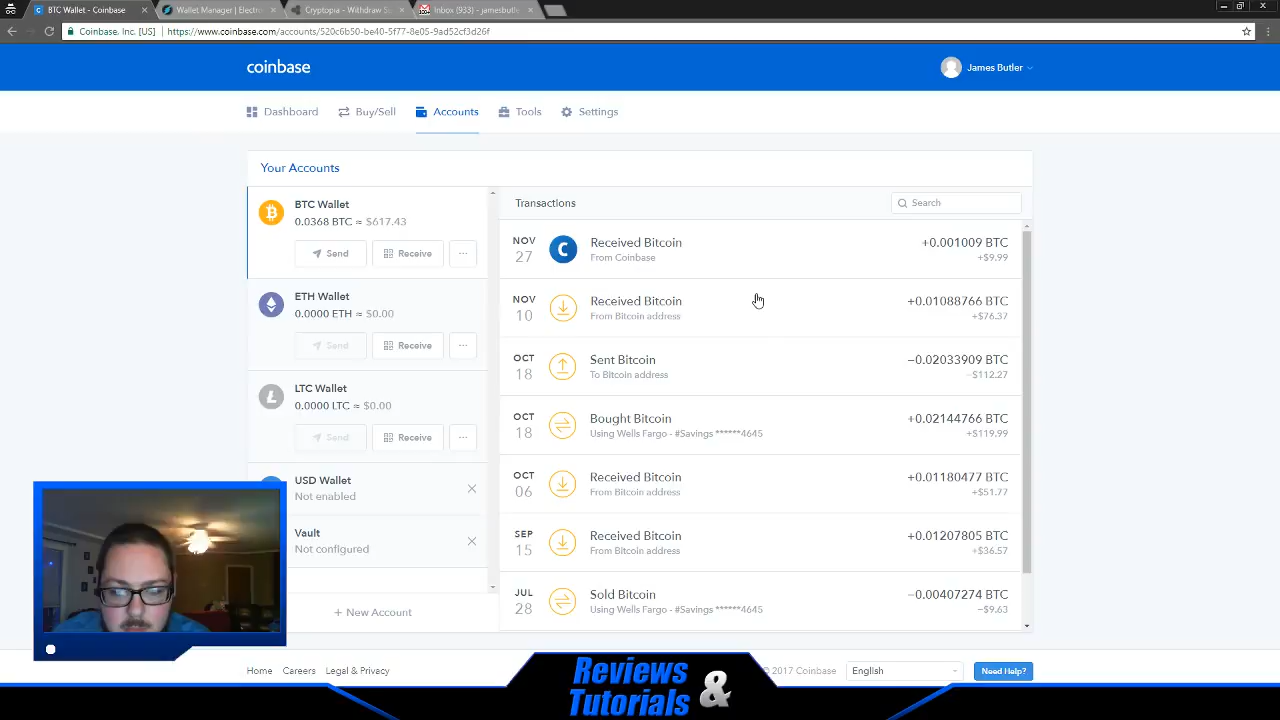 BTC Wallet - Coinbase
Wallet Manager | Electro
Cryptopia - Withdraw So
100+
Inbox (933) - jamesbutle
Coinbase, Inc. [US]
https://www.coinbase.com/accounts/520c6b50-be40-5f77-8e05-9ad52cf3d26f
coinbase
James Butler
Dashboard
Buy/Sell
Accounts
Tools
Settings
Your Accounts
BTC Wallet
0.0368 BTC ≈ $617.43
Send
Receive
...
ETH Wallet
0.0000 ETH ≈ $0.00
Send
Receive
...
LTC Wallet
0.0000 LTC ≈ $0.00
Send
Receive
...
USD Wallet
Not enabled
Vault
Not configured
+ New Account
Transactions
Search
NOV
27
C
Received Bitcoin
From Coinbase
+0.001009 BTC
+$9.99
NOV
10
Received Bitcoin
From Bitcoin address
+0.01088766 BTC
+$76.37
OCT
18
Sent Bitcoin
To Bitcoin address
−0.02033909 BTC
−$112.27
OCT
18
Bought Bitcoin
Using Wells Fargo - #Savings ******4645
+0.02144766 BTC
+$119.99
OCT
06
Received Bitcoin
From Bitcoin address
+0.01180477 BTC
+$51.77
SEP
15
Received Bitcoin
From Bitcoin address
+0.01207805 BTC
+$36.57
JUL
28
Sold Bitcoin
Using Wells Fargo - #Savings ******4645
−0.00407274 BTC
−$9.63
Home
Careers
Legal & Privacy
© 2017 Coinbase
English
Need Help?
Reviews
&
Tutorials